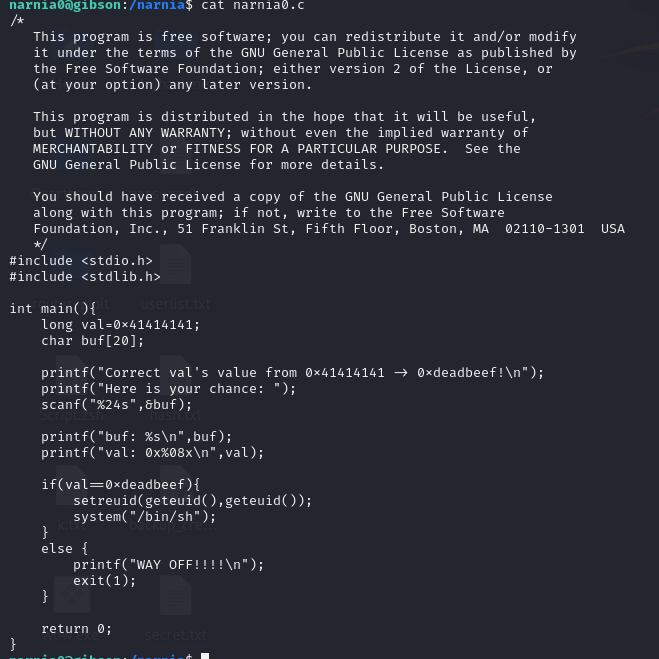 narnia0@gibson:/narnia$ cat narnia0.c
/*
    This program is free software; you can redistribute it and/or modify
    it under the terms of the GNU General Public License as published by
    the Free Software Foundation; either version 2 of the License, or
    (at your option) any later version.

    This program is distributed in the hope that it will be useful,
    but WITHOUT ANY WARRANTY; without even the implied warranty of
    MERCHANTABILITY or FITNESS FOR A PARTICULAR PURPOSE.  See the
    GNU General Public License for more details.

    You should have received a copy of the GNU General Public License
    along with this program; if not, write to the Free Software
    Foundation, Inc., 51 Franklin St, Fifth Floor, Boston, MA  02110-1301  USA
    */
#include <stdio.h>
#include <stdlib.h>

int main(){
    long val=0x41414141;
    char buf[20];

    printf("Correct val's value from 0x41414141 -> 0xdeadbeef!\n");
    printf("Here is your chance: ");
    scanf("%24s",&buf);

    printf("buf: %s\n",buf);
    printf("val: 0x%08x\n",val);

    if(val==0xdeadbeef){
        setreuid(geteuid(),geteuid());
        system("/bin/sh");
    }
    else {
        printf("WAY OFF!!!!\n");
        exit(1);
    }

    return 0;
}
narnia0@gibson:/narnia$
userlist.txt
secret.txt